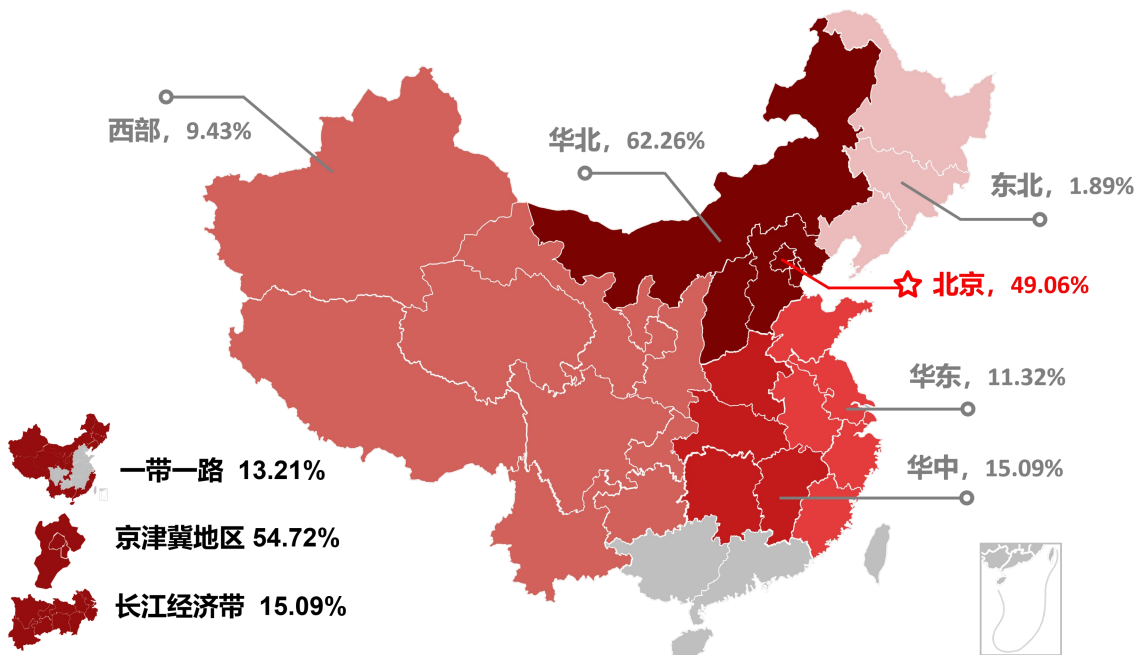 西部，9.43%
华北，62.26%
东北，1.89%
北京，49.06%
华东，11.32%
华中，15.09%
一带一路 13.21%
京津冀地区 54.72%
长江经济带 15.09%